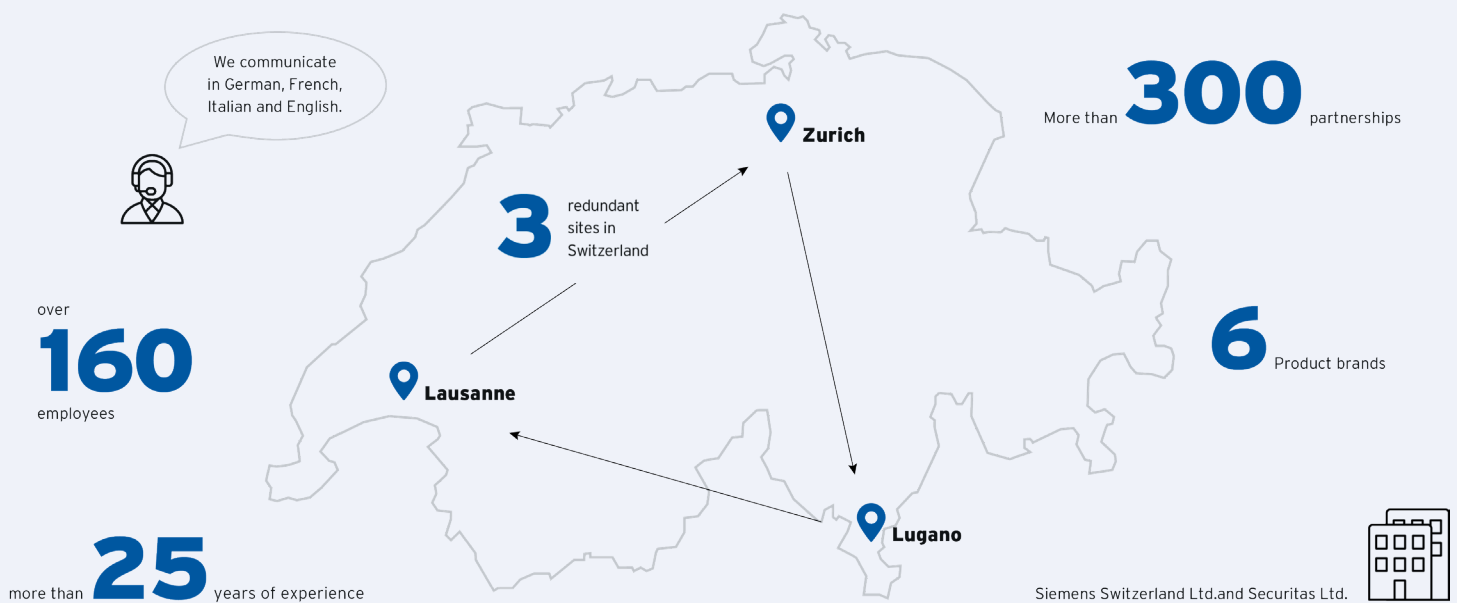 We communicate
in German, French,
Italian and English.
More than 300 partnerships
Zurich
3
redundant
sites in
Switzerland
over
160
employees
6 Product brands
Lausanne
Lugano
more than 25 years of experience
Siemens Switzerland Ltd.and Securitas Ltd.